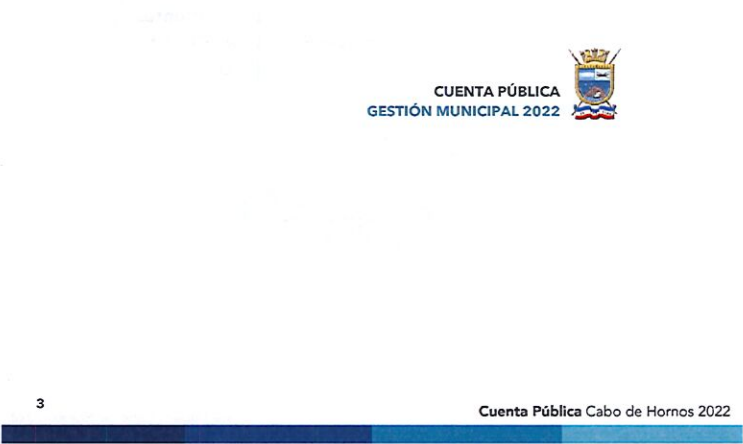 CUENTA PÚBLICA
GESTIÓN MUNICIPAL 2022
3
Cuenta Pública Cabo de Hornos 2022